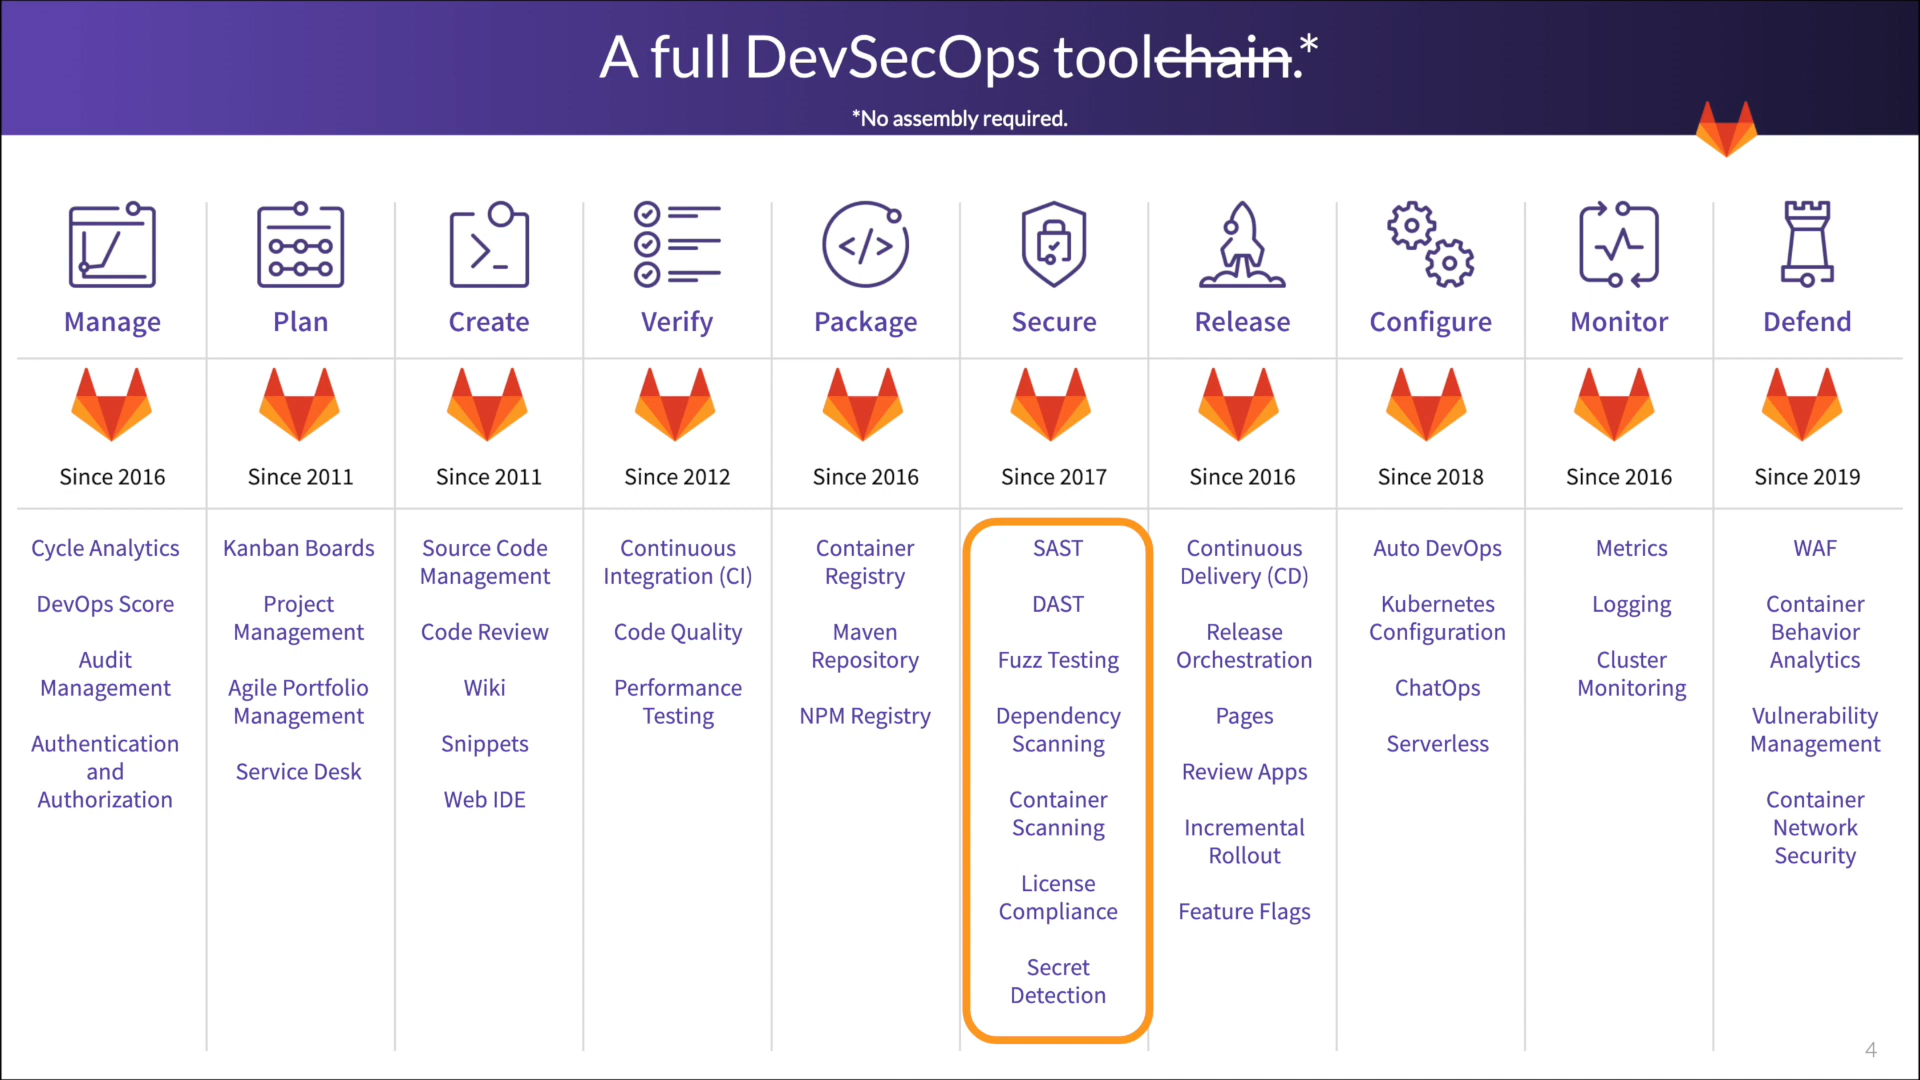 A full DevSecOps toolchain.*
*No assembly required.
Manage
Plan
Create
Verify
Package
Secure
Release
Configure
Monitor
Defend
Since 2016
Since 2011
Since 2011
Since 2012
Since 2016
Since 2017
Since 2016
Since 2018
Since 2016
Since 2019
Cycle Analytics
DevOps Score
Audit
Management
Authentication
and
Authorization
Kanban Boards
Project
Management
Agile Portfolio
Management
Service Desk
Source Code
Management
Code Review
Wiki
Snippets
Web IDE
Continuous
Integration (CI)
Code Quality
Performance
Testing
Container
Registry
Maven
Repository
NPM Registry
SAST
DAST
Fuzz Testing
Dependency
Scanning
Container
Scanning
License
Compliance
Secret
Detection
Continuous
Delivery (CD)
Release
Orchestration
Pages
Review Apps
Incremental
Rollout
Feature Flags
Auto DevOps
Kubernetes
Configuration
ChatOps
Serverless
Metrics
Logging
Cluster
Monitoring
WAF
Container
Behavior
Analytics
Vulnerability
Management
Container
Network
Security
4